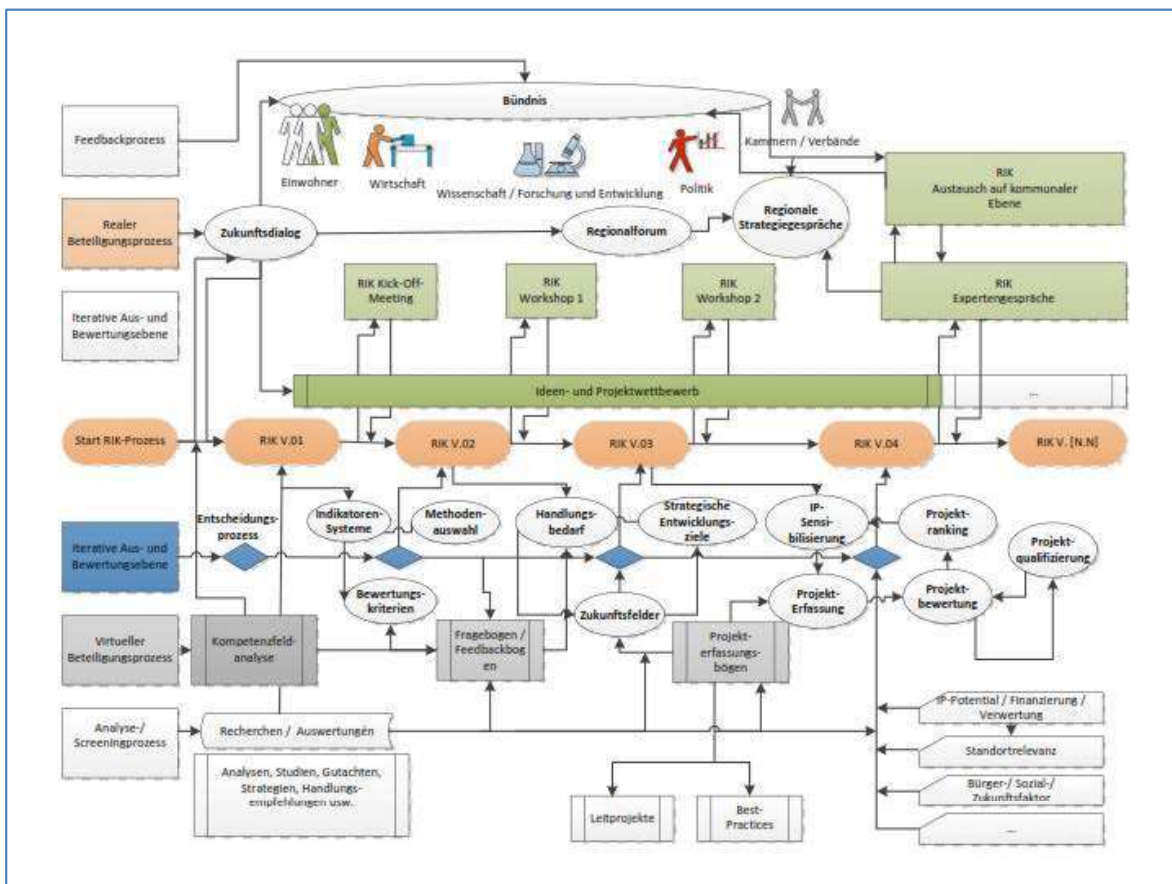 Bündnis
Feedbackprozess
Einwohner
Wirtschaft
Wissenschaft / Forschung und Entwicklung
Politik
Kammern / Verbände
RIK
Austausch auf kommunaler
Ebene
Realer
Beteiligungsprozess
Zukunftsdialog
Regionalforum
Regionale
Strategiegespräche
Iterative Aus- und
Bewertungsebene
RIK Kick-Off-
Meeting
RIK
Workshop 1
RIK
Workshop 2
RIK
Expertengespräche
Ideen- und Projektwettbewerb
...
Start RIK-Prozess
RIK V.01
RIK V.02
RIK V.03
RIK V.04
RIK V. [N.N]
Iterative Aus- und
Bewertungsebene
Entscheidungs-
prozess
Indikatoren-
Systeme
Methoden-
auswahl
Handlungs-
bedarf
Strategische
Entwicklungs-
ziele
IP-
Sensi-
bilisierung
Projekt-
ranking
Projekt-
qualifizierung
Bewertungs-
kriterien
Zukunftsfelder
Projekt-
Erfassung
Projekt-
bewertung
Virtueller
Beteiligungsprozess
Kompetenzfeld-
analyse
Fragebogen /
Feedbackbog
en
Projekt-
erfassungs-
bögen
Analyse-/
Screeningprozess
Recherchen / Auswertungen
Analysen, Studien, Gutachten,
Strategien, Handlungs-
empfehlungen usw.
Leitprojekte
Best-
Practices
IP-Potential / Finanzierung /
Verwertung
Standortrelevanz
Bürger-/ Sozial-/
Zukunftsfaktor
...